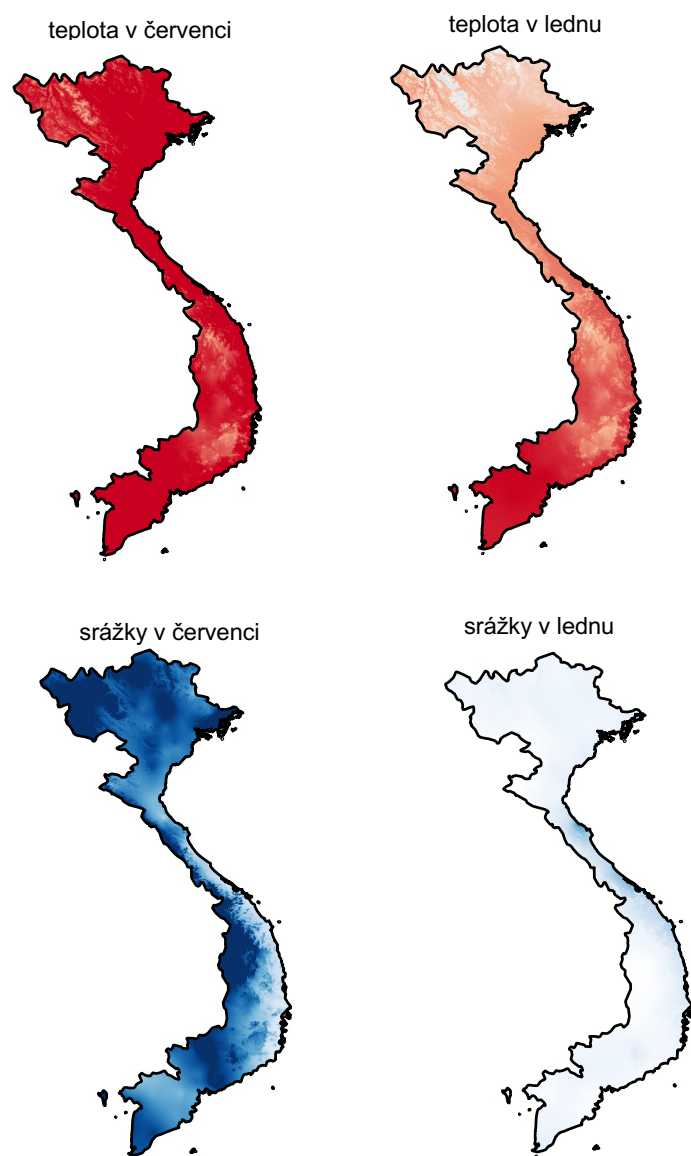 teplota v červenci
teplota v lednu
srážky v červenci
srážky v lednu